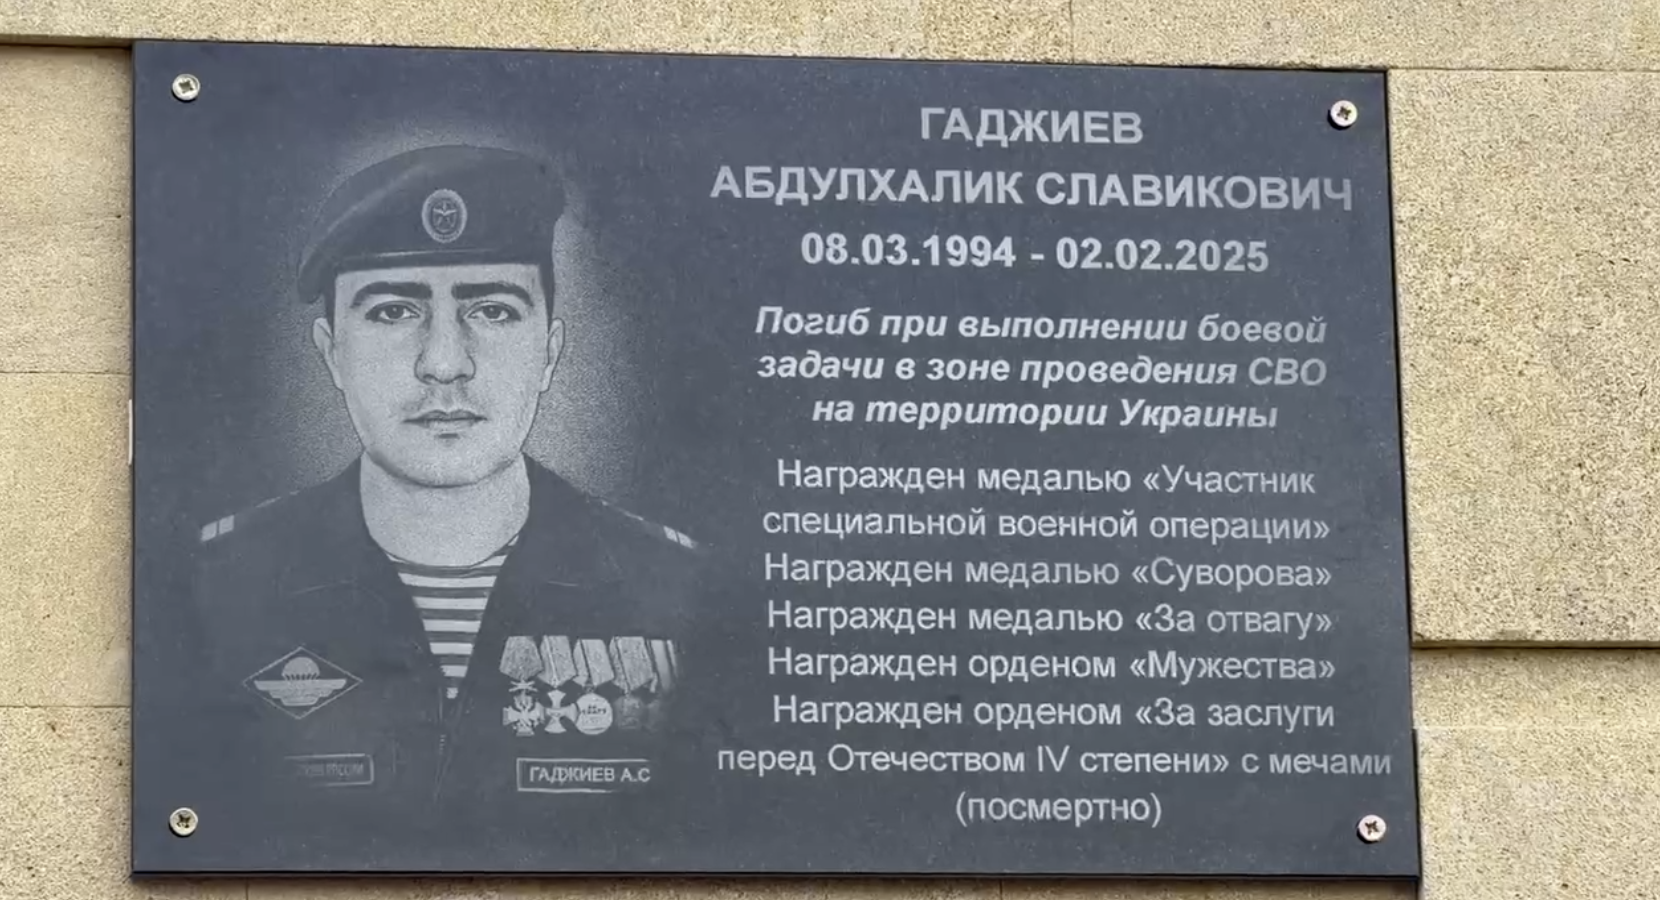 ГАДЖИЕВ
АБДУЛХАЛИК СЛАВИКОВИЧ
08.03.1994 - 02.02.2025
Погиб при выполнении боевой
задачи в зоне проведения СВО
на территории Украины
Награжден медалью «Участник
специальной военной операции»
Награжден медалью «Суворова»
Награжден медалью «За отвагу»
Награжден орденом «Мужества»
Награжден орденом «За заслуги
перед Отечеством IV степени» с мечами
(посмертно)
ГАДЖИЕВ А.С